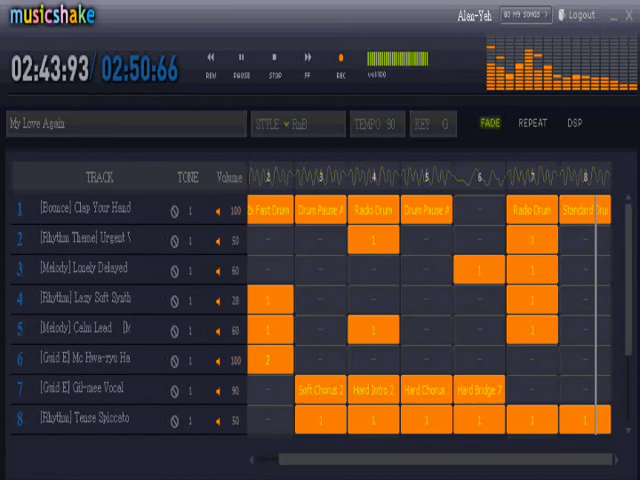 musicshake
Alan-Yeh GO MY SONGS > Logout _ X
02:43:93/02:50:66
REW PAUSE STOP FF REC vol100
My Love Again STYLE RnB TEMPO 90 KEY G FADE REPEAT DSP
TRACK TONE Volume 2 3 4 5 6 7 8
1 [Bounce] Clap Your Hand 1 100 Fast Drum Drum Pause A Radio Drum Drum Pause A - Radio Drum Standard Drum
2 [Rhythm Theme] Urgent V 1 50 - - 1 - - 1 -
3 [Melody] Lonely Delayed 1 60 - - - - 1 1 -
4 [Rhythm] Lazy Soft Synth 1 28 1 - - - - 1 -
5 [Melody] Calm Lead [M 1 60 1 - 1 - - 1 -
6 [Guid E] Mc Hwa-ryu Ha 1 100 2 - - - - - -
7 [Guid E] Gil-mee Vocal 1 90 - Soft Chorus 2 Hard Intro 2 Hard Chorus Hard Bridge 7 - -
8 [Rhythm] Tense Spiccato 1 50 - 1 1 1 1 1 1